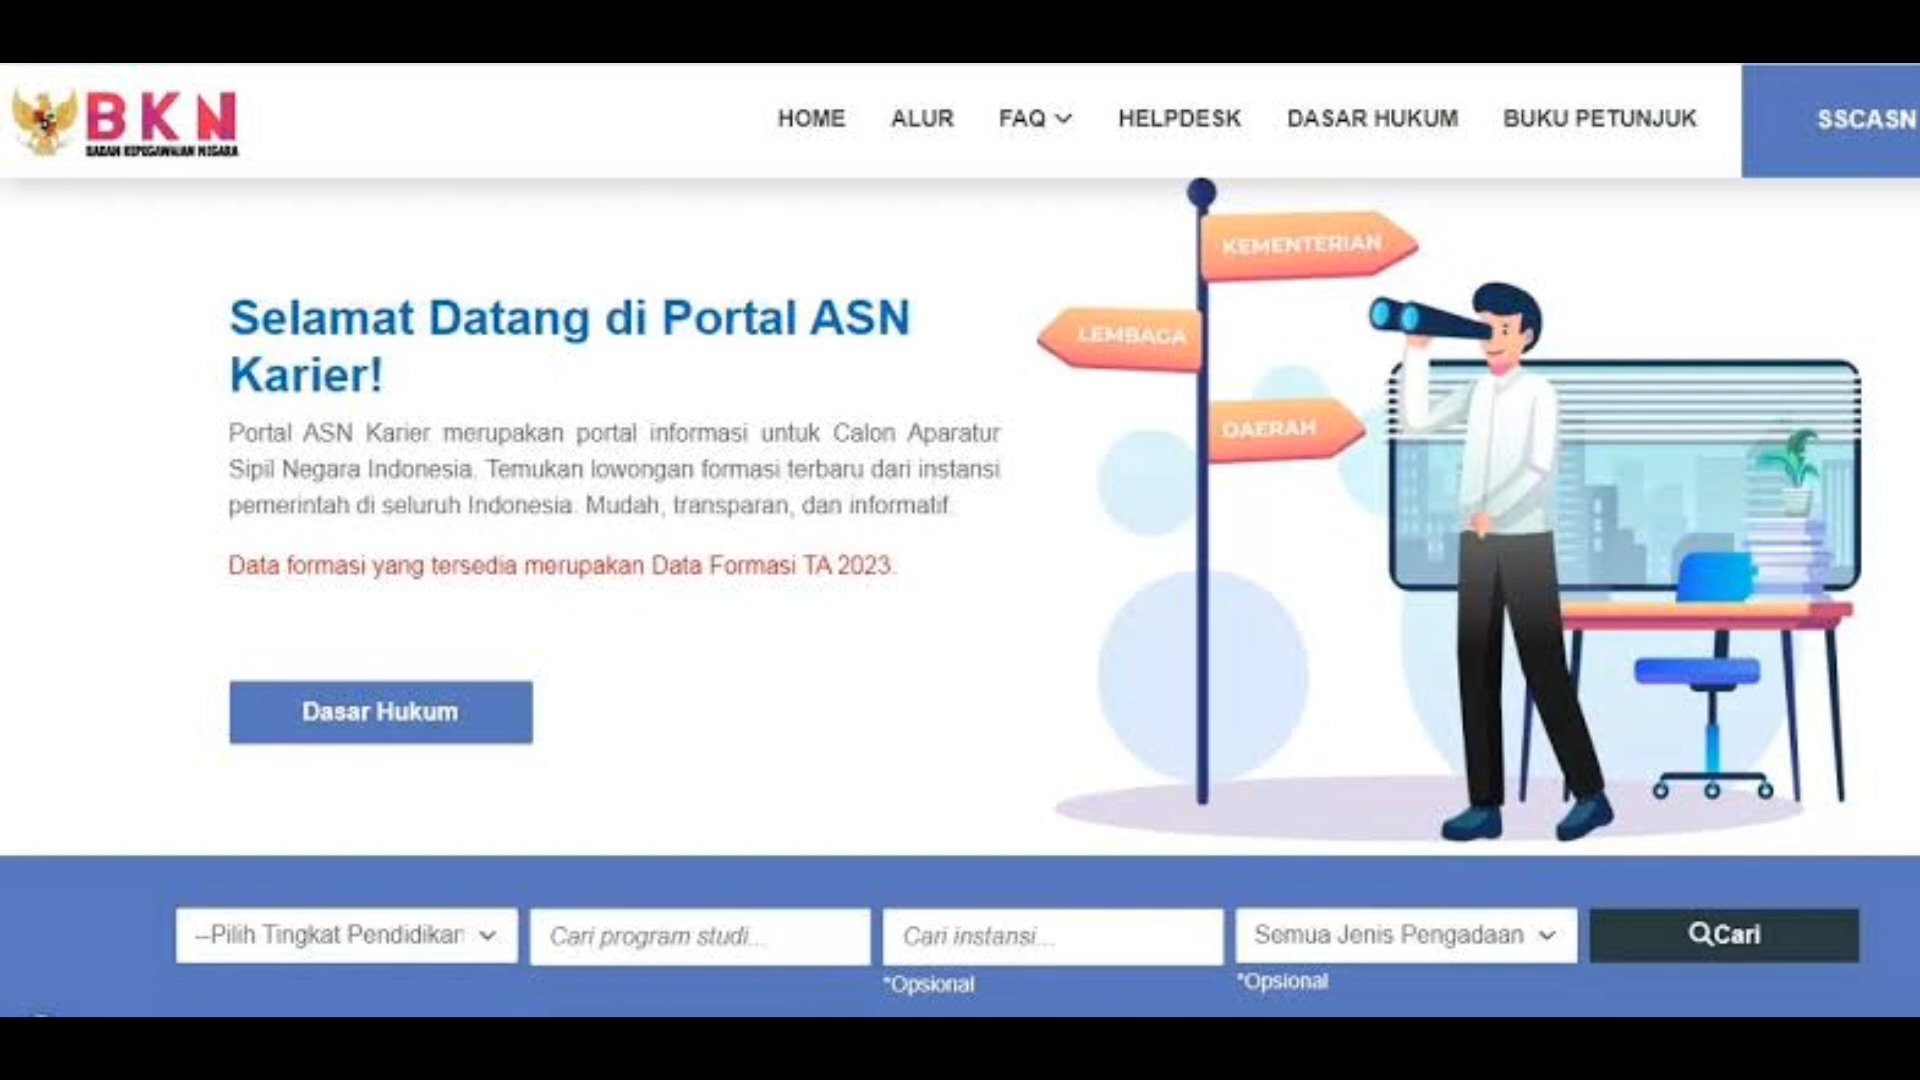 BKN
BADAN KEPEGAWAIAN NEGARA
HOME ALUR FAQ HELPDESK DASAR HUKUM BUKU PETUNJUK SSCASN
KEMENTERIAN
LEMBAGA
DAERAH
Selamat Datang di Portal ASN
Karier!
Portal ASN Karier merupakan portal informasi untuk Calon Aparatur
Sipil Negara Indonesia. Temukan lowongan formasi terbaru dari instansi
pemerintah di seluruh Indonesia. Mudah, transparan, dan informatif.
Data formasi yang tersedia merupakan Data Formasi TA 2023.
Dasar Hukum
--Pilih Tingkat Pendidikan Cari program studi... Cari instansi... Semua Jenis Pengadaan Cari
*Opsional *Opsional